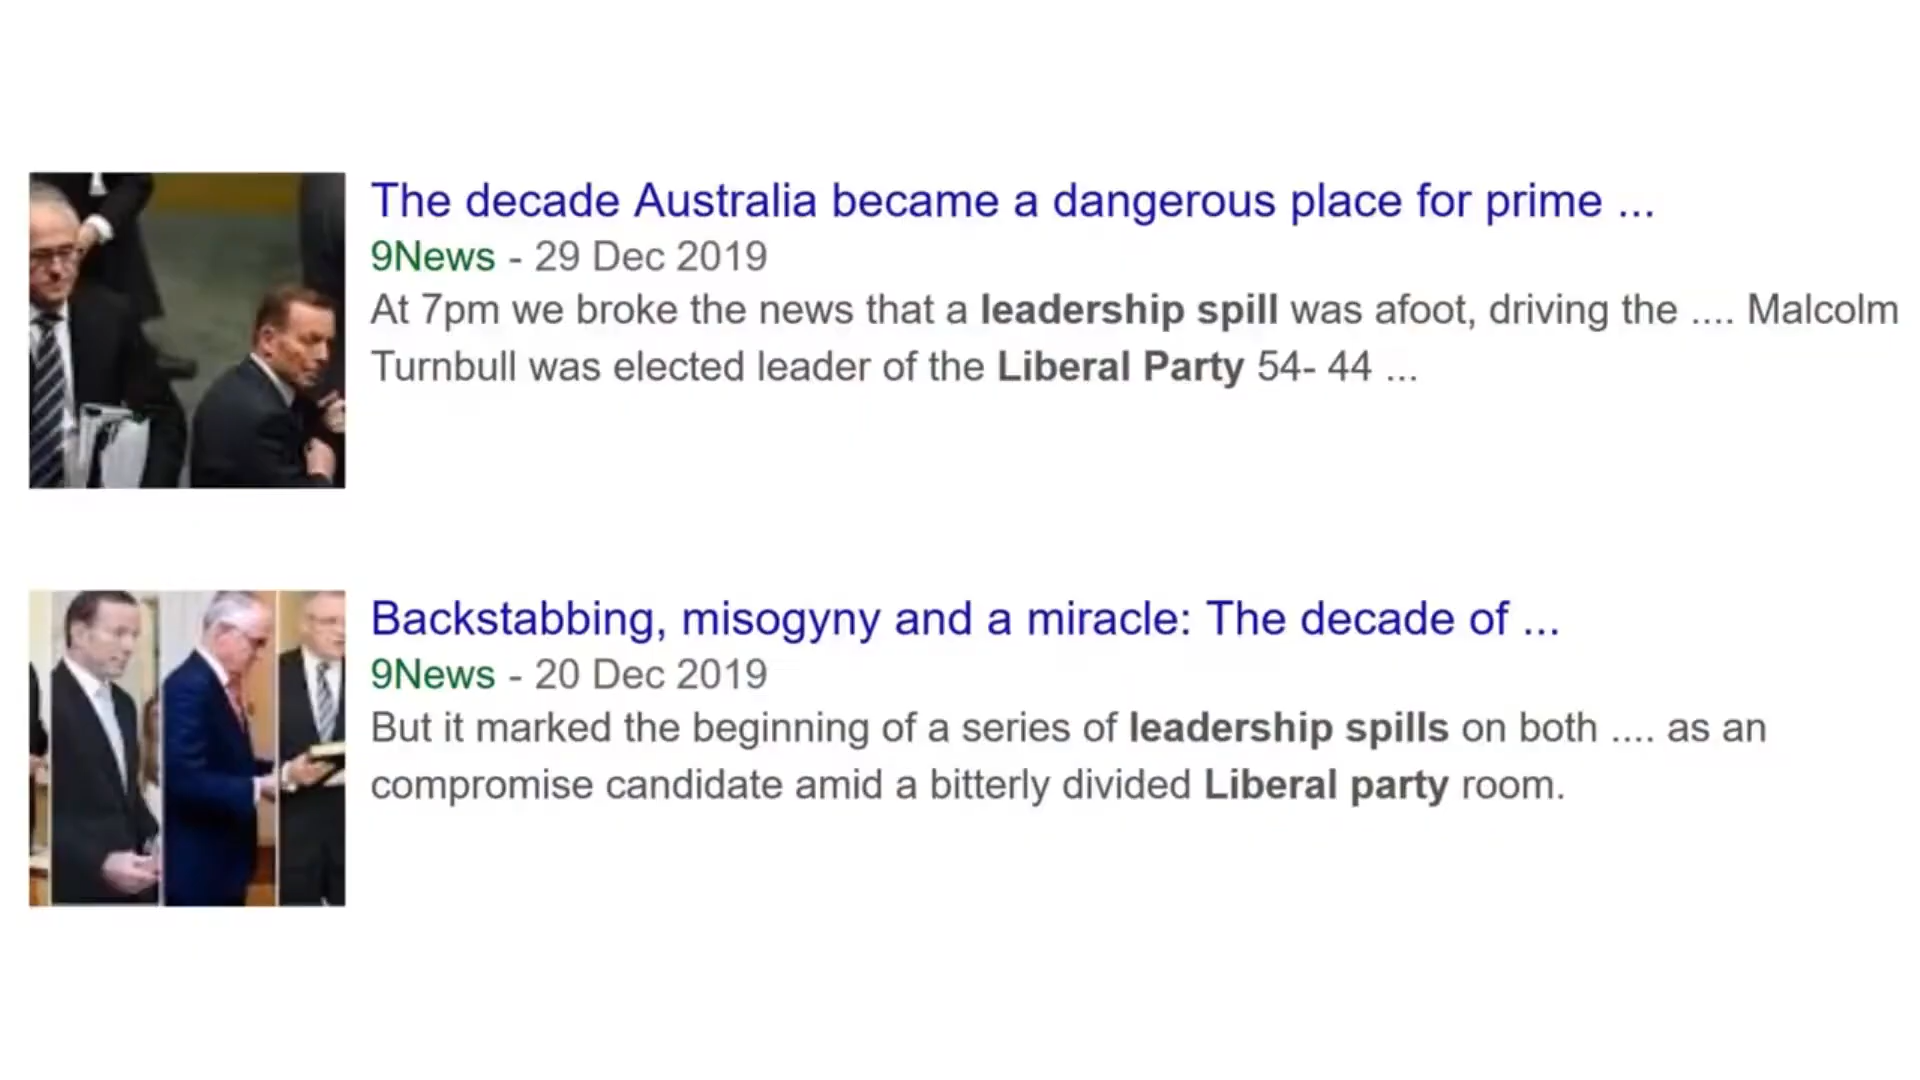 The decade Australia became a dangerous place for prime ...
9News - 29 Dec 2019
At 7pm we broke the news that a leadership spill was afoot, driving the .... Malcolm
Turnbull was elected leader of the Liberal Party 54- 44 ...
Backstabbing, misogyny and a miracle: The decade of ...
9News - 20 Dec 2019
But it marked the beginning of a series of leadership spills on both .... as an
compromise candidate amid a bitterly divided Liberal party room.